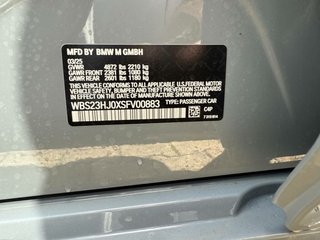 MFD BY BMW M GMBH
03/25
GVWR 4872 lbs 2210 kg
GAWR FRONT 2381 lbs 1080 kg
GAWR REAR 2601 lbs 1180 kg
THIS VEHICLE CONFORMS TO ALL APPLICABLE U.S.FEDERAL MOTOR
VEHICLE SAFETY, BUMPER, AND THEFT PREVENTION STANDARDS
IN EFFECT ON THE DATE OF MANUFACTURE SHOWN ABOVE.
WBS23HJ0XSFV00883 TYPE: PASSENGER CAR
C4P